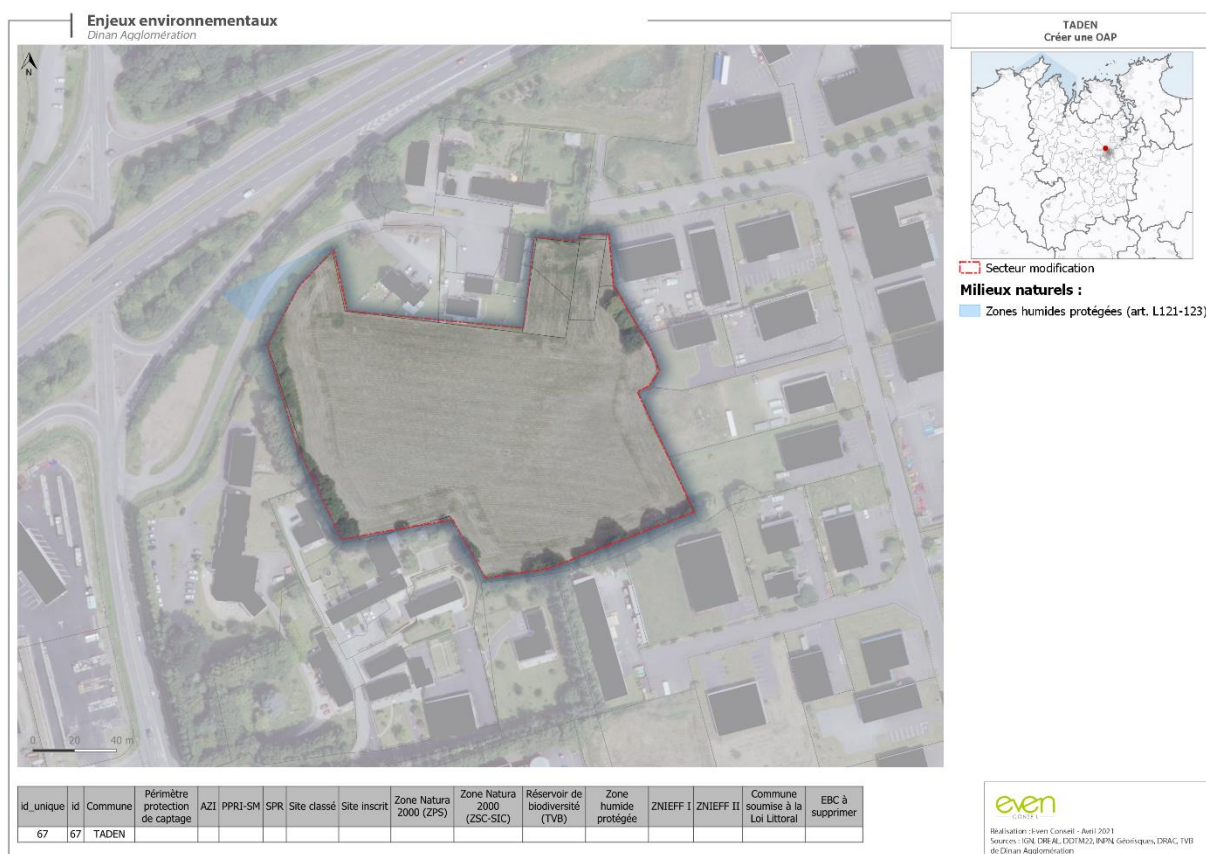 Enjeux environnementaux
Dinan Agglomération
TADEN
Créer une OAP
N
Secteur modification
Milieux naturels :
Zones humides protégées (art. L121-123)
0 20 40 m
id_unique id Commune Périmètre protection de captage AZI PPRI-SM SPR Site classé Site inscrit Zone Natura 2000 (ZPS) Zone Natura 2000 (ZSC-SIC) Réservoir de biodiversité (TVB) Zone humide protégée ZNIEFF I ZNIEFF II Commune soumise à la Loi Littoral EBC à supprimer
67 67 TADEN
even
CONSEIL
Réalisation : Even Conseil - Avril 2021
Sources : IGN, DREAL, DDTM22, INPN, Géorisques, DRAC, TVB
de Dinan Agglomération